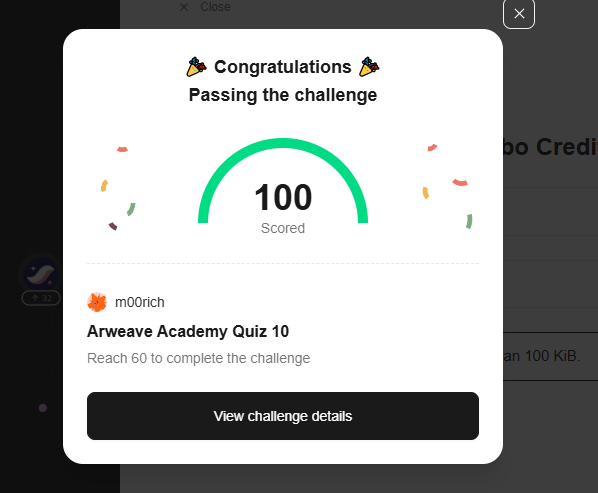 Close
🎉 Congratulations 🎉
Passing the challenge
bo Credi
100
Scored
32
m00rich
Arweave Academy Quiz 10
Reach 60 to complete the challenge
an 100 KiB.
View challenge details